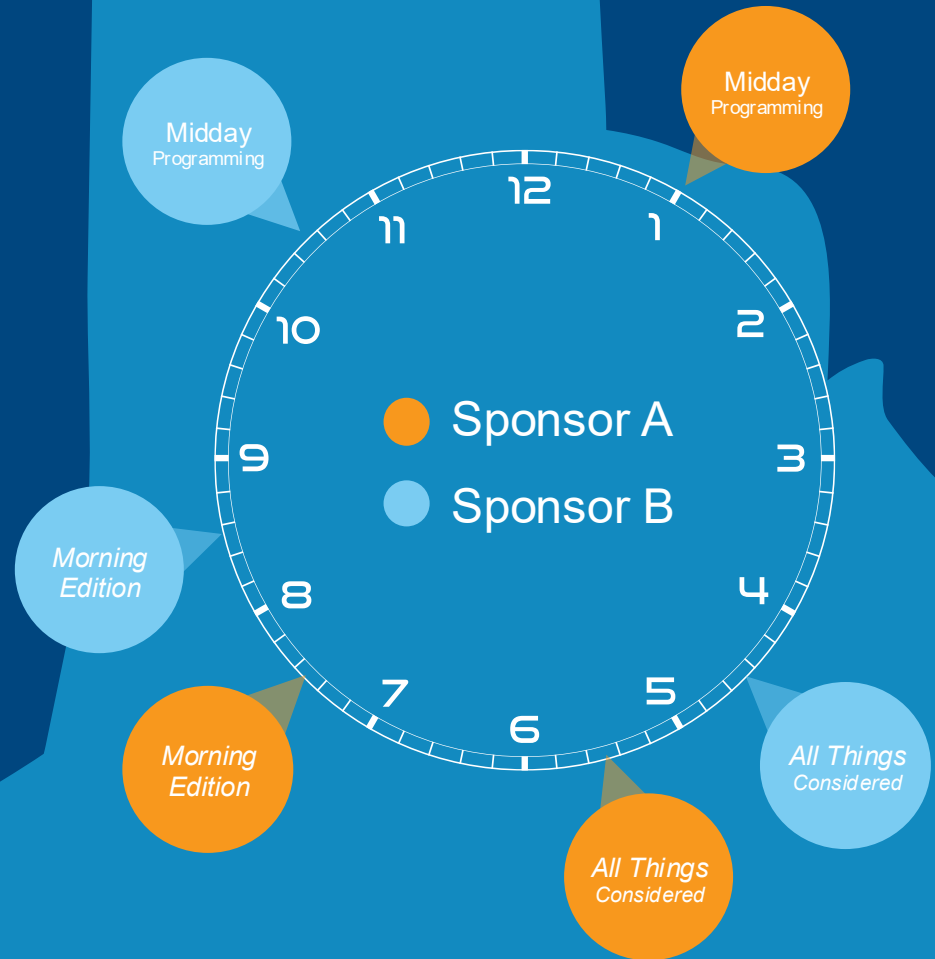 Midday
Programming
Midday
Programming
12
11
1
10
2
Sponsor A
9
3
Sponsor B
Morning
Edition
8
4
7
5
6
Morning
Edition
All Things
Considered
All Things
Considered